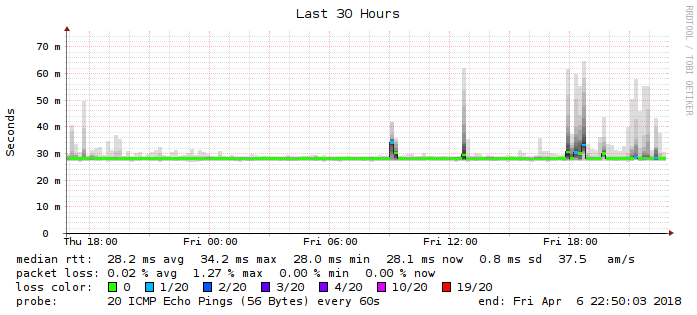 Last 30 Hours
RRDTOOL / TOBI OETIKER
Seconds
70 m
60 m
50 m
40 m
30 m
20 m
10 m
0
Thu 18:00 Fri 00:00 Fri 06:00 Fri 12:00 Fri 18:00
median rtt: 28.2 ms avg 34.2 ms max 28.0 ms min 28.1 ms now 0.8 ms sd 37.5 am/s
packet loss: 0.02 % avg 1.27 % max 0.00 % min 0.00 % now
loss color: 0 1/20 2/20 3/20 4/20 10/20 19/20
probe: 20 ICMP Echo Pings (56 Bytes) every 60s end: Fri Apr 6 22:50:03 2018